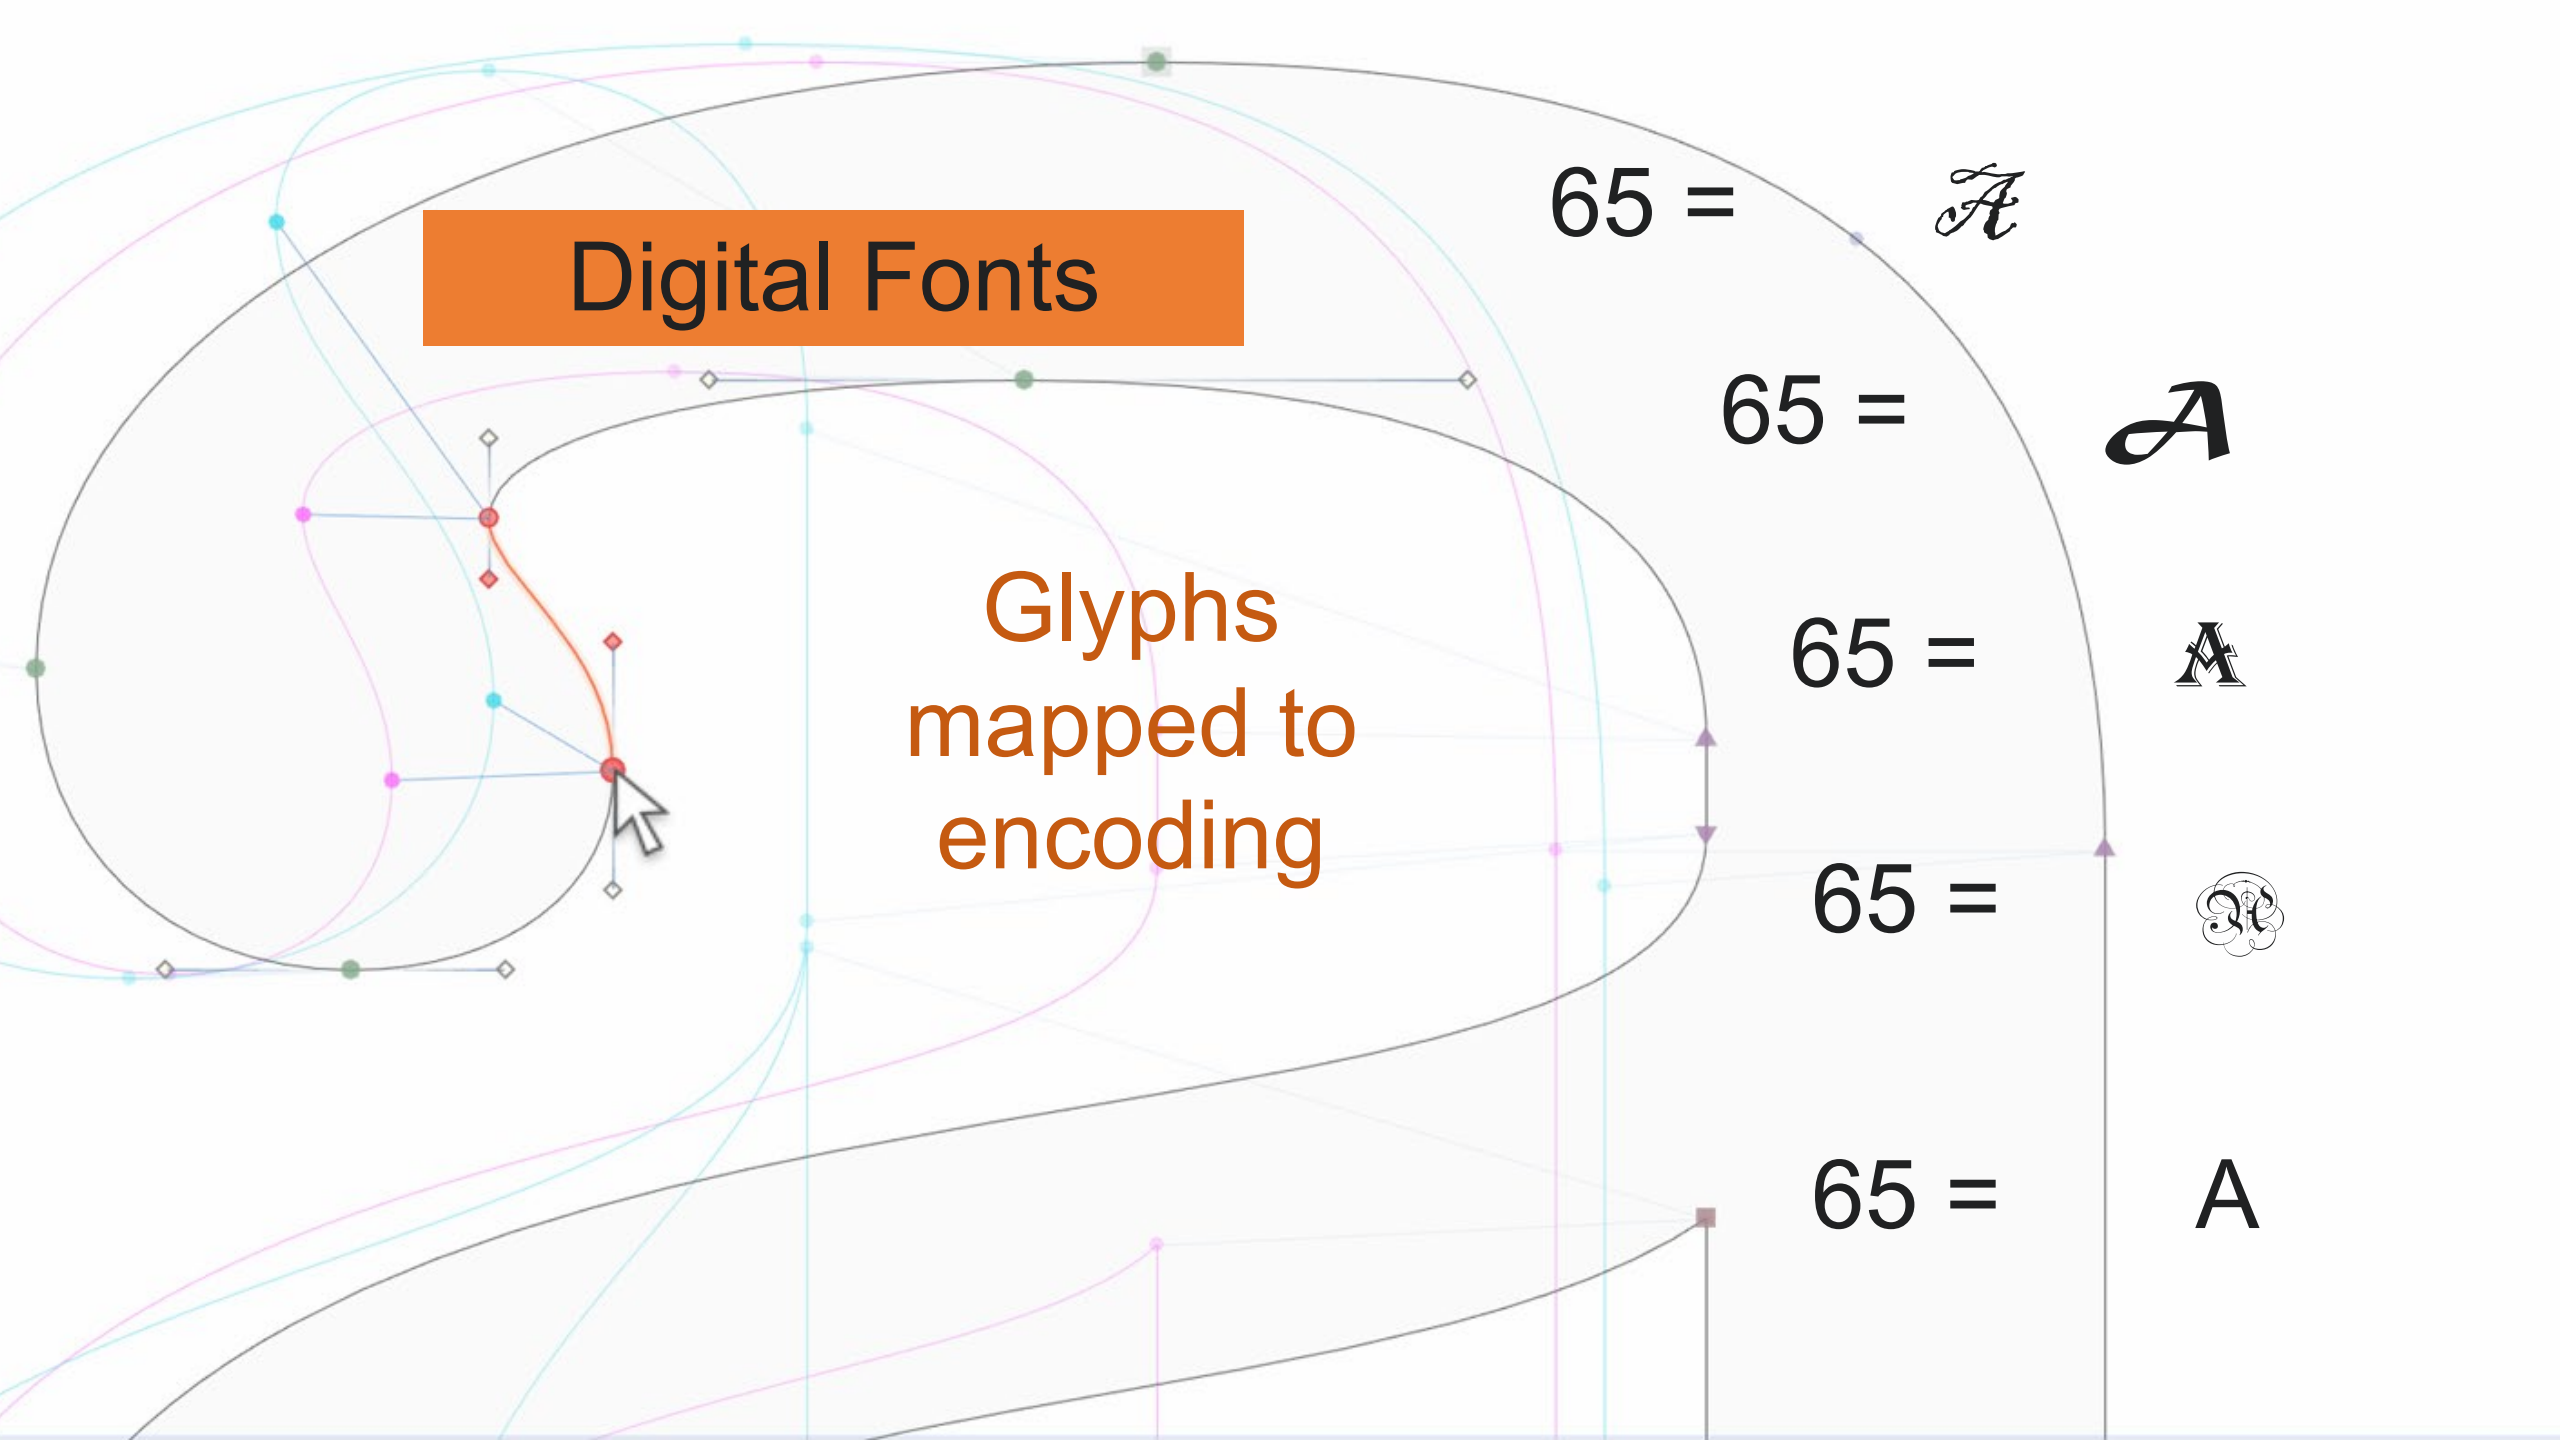 Digital Fonts
Glyphs
mapped to
encoding
65 = A
65 = A
65 = A
65 = A
65 = A